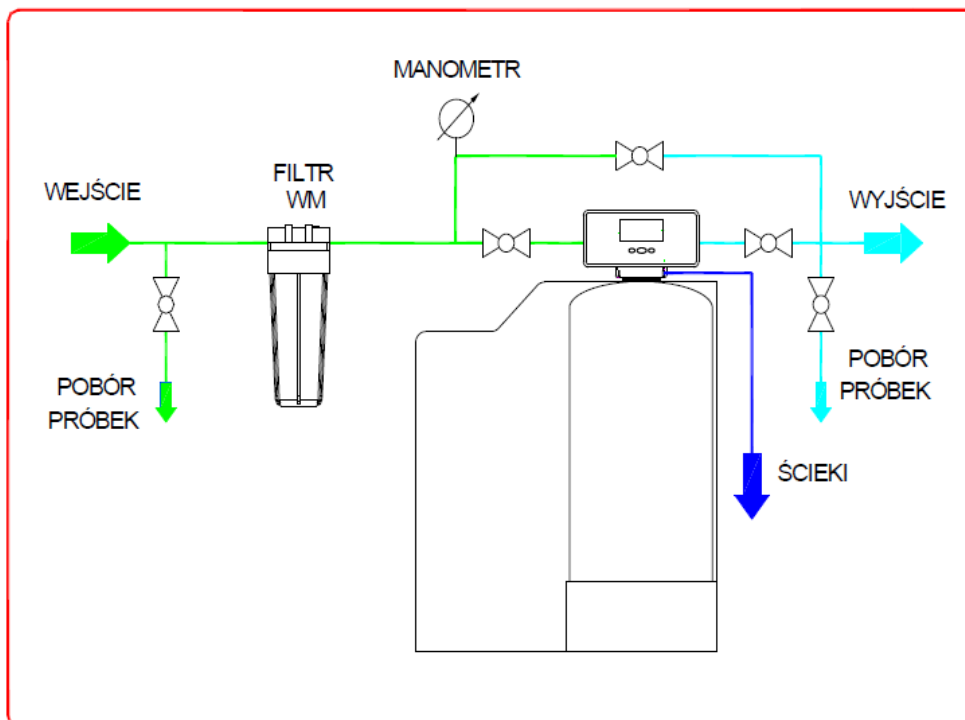 MANOMETR
FILTR
WM
WEJŚCIE
WYJŚCIE
POBÓR
PRÓBEK
POBÓR
PRÓBEK
ŚCIEKI